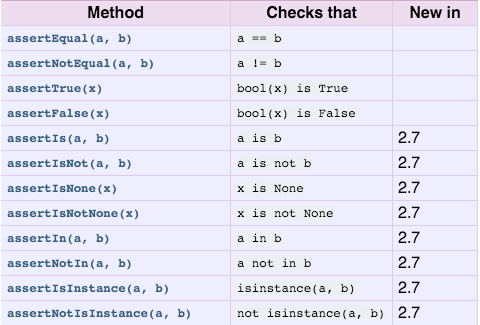 Method Checks that New in
assertEqual(a, b) a == b
assertNotEqual(a, b) a != b
assertTrue(x) bool(x) is True
assertFalse(x) bool(x) is False
assertIs(a, b) a is b 2.7
assertIsNot(a, b) a is not b 2.7
assertIsNone(x) x is None 2.7
assertIsNotNone(x) x is not None 2.7
assertIn(a, b) a in b 2.7
assertNotIn(a, b) a not in b 2.7
assertIsInstance(a, b) isinstance(a, b) 2.7
assertNotIsInstance(a, b) not isinstance(a, b) 2.7